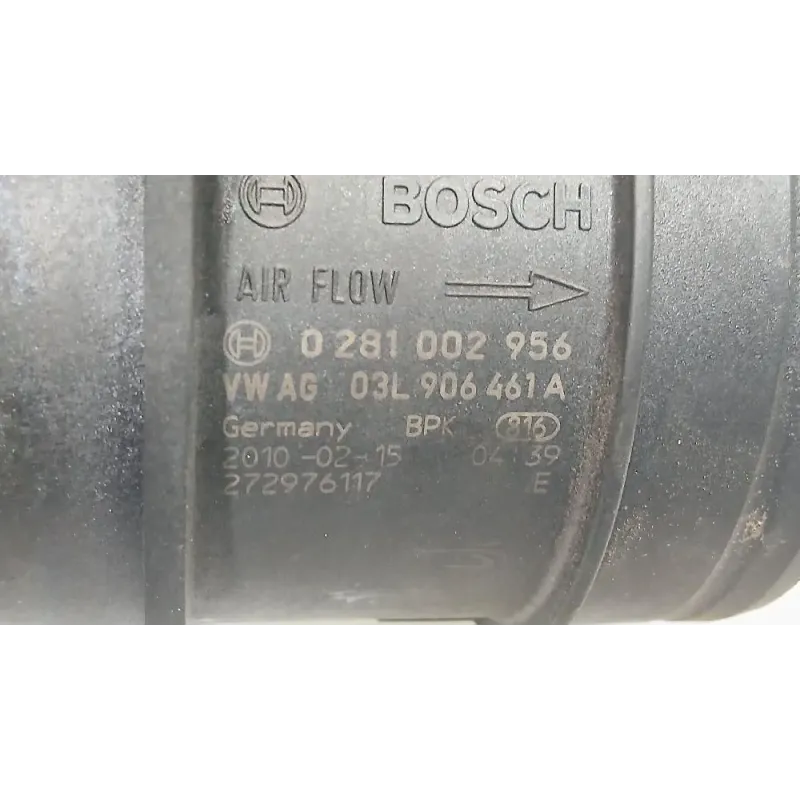 BOSCH
AIR FLOW
0 281 002 956
VW AG 03L 906 461 A
Germany BPK 816
2010-02-15 04:39
272976117 E